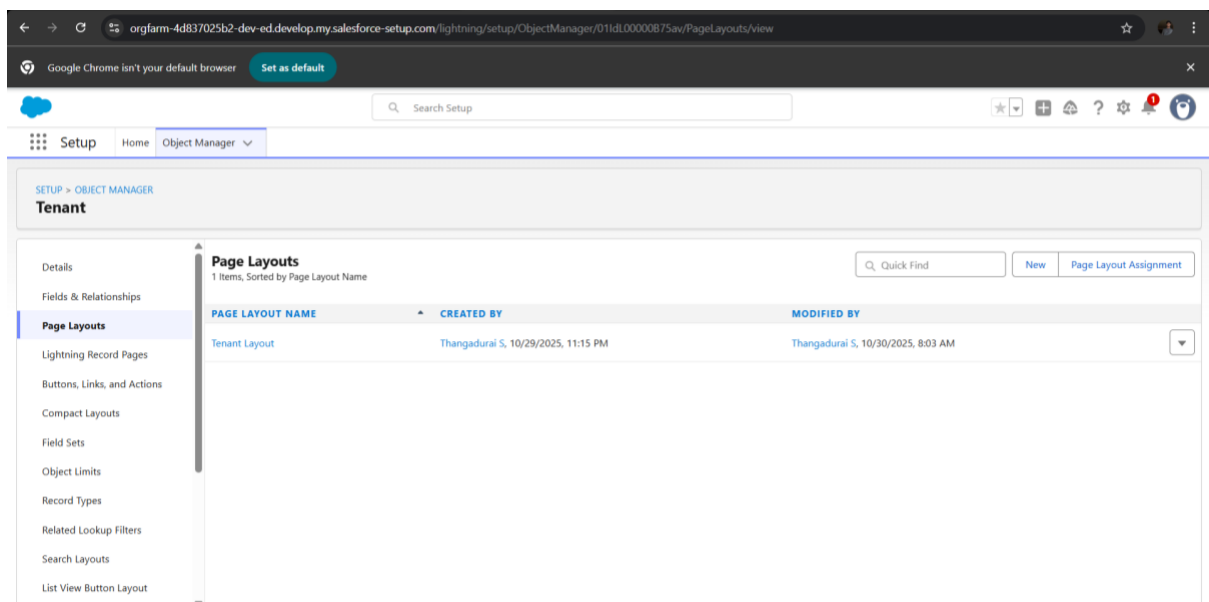 orgfarm-4d837025b2-dev-ed.develop.my.salesforce-setup.com/lightning/setup/ObjectManager/01IdL00000B75av/PageLayouts/view
Google Chrome isn't your default browser Set as default
Search Setup
1
Setup Home Object Manager
SETUP > OBJECT MANAGER
Tenant
Details
Fields & Relationships
Page Layouts
Lightning Record Pages
Buttons, Links, and Actions
Compact Layouts
Field Sets
Object Limits
Record Types
Related Lookup Filters
Search Layouts
List View Button Layout
Page Layouts
1 Items, Sorted by Page Layout Name
Quick Find New Page Layout Assignment
PAGE LAYOUT NAME CREATED BY MODIFIED BY
Tenant Layout Thangadurai S, 10/29/2025, 11:15 PM Thangadurai S, 10/30/2025, 8:03 AM